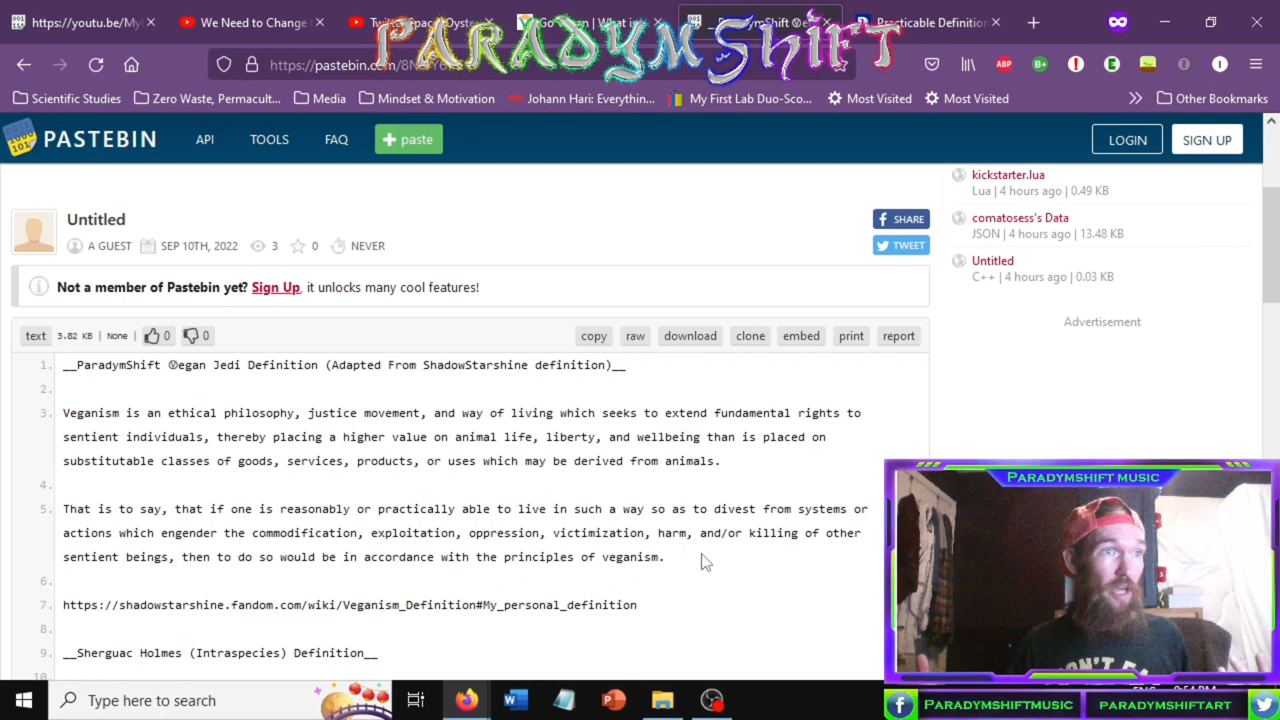 https://youtu.be/My
We Need to Change
Go
What is
ParadymShift
Practicable Definition
PARADYMSHIFT
https://pastebin.com/8N
Scientific Studies
Zero Waste, Permacult...
Media
Mindset & Motivation
Johann Hari: Everythin...
My First Lab Duo-Sco...
Most Visited
Most Visited
Other Bookmarks
PASTEBIN
API
TOOLS
FAQ
+ paste
LOGIN
SIGN UP
kickstarter.lua
Lua | 4 hours ago | 0.49 KB
comatosess's Data
JSON | 4 hours ago | 13.48 KB
Untitled
C++ | 4 hours ago | 0.03 KB
Advertisement
Untitled
A GUEST SEP 10TH, 2022 3 0 NEVER
SHARE
TWEET
Not a member of Pastebin yet? Sign Up, it unlocks many cool features!
text 3.82 KB | None | 0 0
copy raw download clone embed print report
1. __ParadymShift Ⓥegan Jedi Definition (Adapted From ShadowStarshine definition)__
2.
3. Veganism is an ethical philosophy, justice movement, and way of living which seeks to extend fundamental rights to
sentient individuals, thereby placing a higher value on animal life, liberty, and wellbeing than is placed on
substitutable classes of goods, services, products, or uses which may be derived from animals.
4.
5. That is to say, that if one is reasonably or practically able to live in such a way so as to divest from systems or
actions which engender the commodification, exploitation, oppression, victimization, harm, and/or killing of other
sentient beings, then to do so would be in accordance with the principles of veganism.
6.
7. https://shadowstarshine.fandom.com/wiki/Veganism_Definition#My_personal_definition
8.
9. __Sherguac Holmes (Intraspecies) Definition__
10.
PARADYMSHIFT MUSIC
Type here to search
PARADYMSHIFTMUSIC
PARADYMSHIFTART